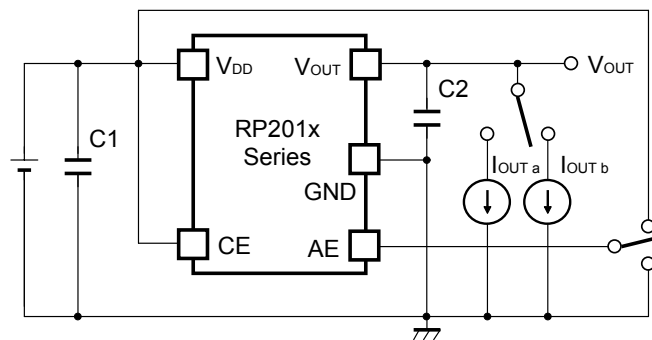 VDD
VOUT
VOUT
C1
C2
RP201x
Series
GND
IOUT a
IOUT b
CE
AE